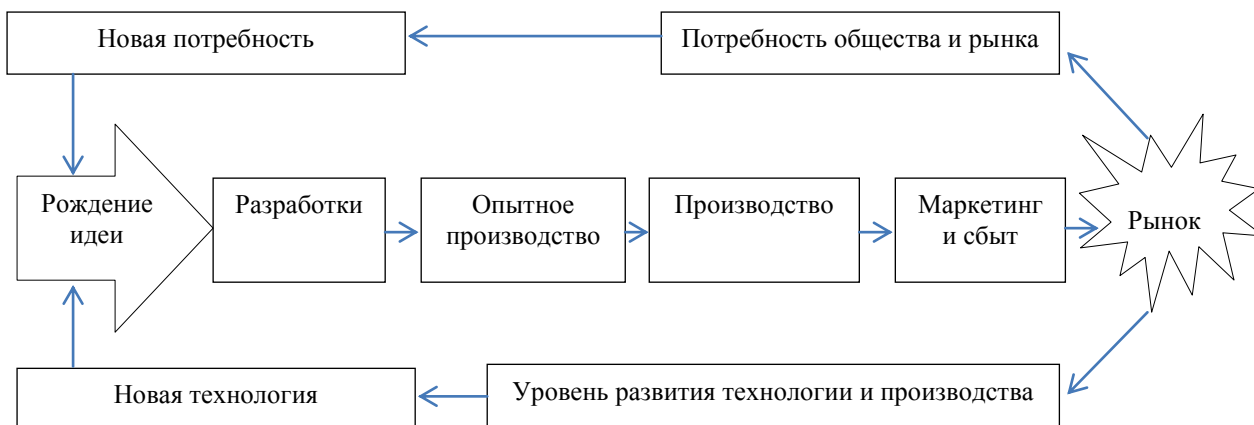 Новая потребность
Потребность общества и рынка
Рождение
идеи
Разработки
Опытное
производство
Производство
Маркетинг
и сбыт
Рынок
Новая технология
Уровень развития технологии и производства